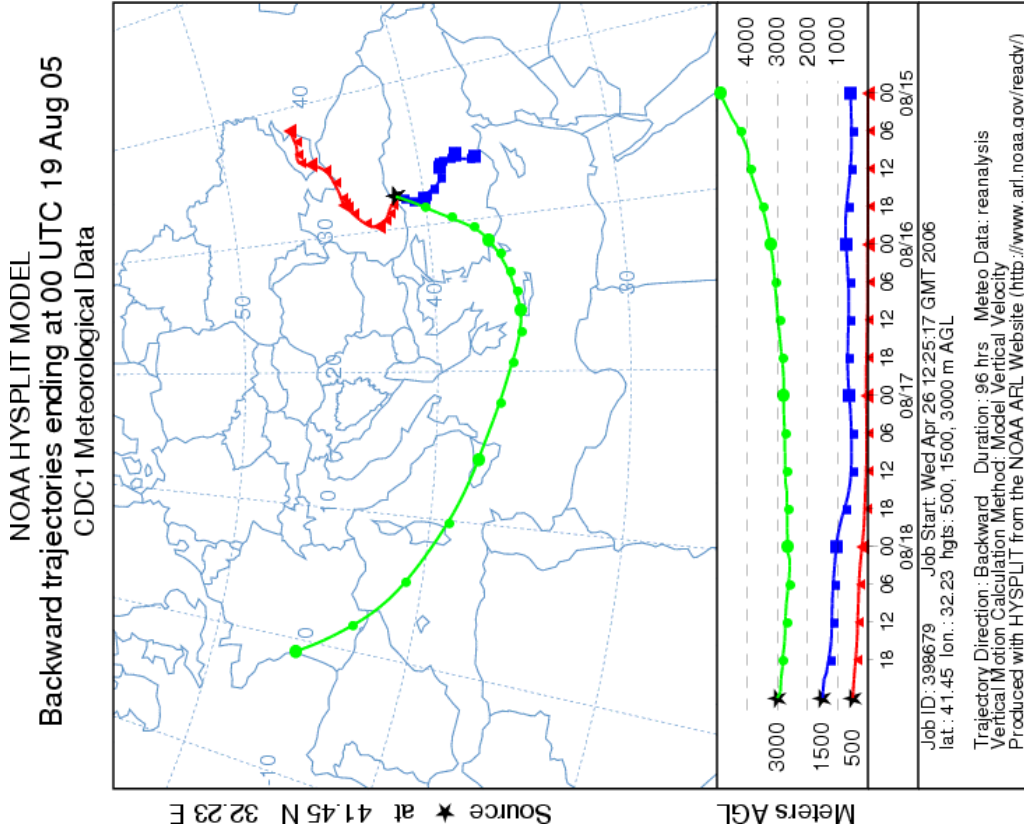 NOAA HYSPLIT MODEL
Backward trajectories ending at 00 UTC 19 Aug 05
CDC1 Meteorological Data
Source ★ at 41.45 N 32.23 E
-10
0
10
20
30
40
50
40
30
Meters AGL
3000
1500
500
4000
3000
2000
1000
18 12 06 00 18 12 06 00 18 12 06 00 18 12 06 00
08/18 08/17 08/16 08/15
Job ID: 398679 Job Start: Wed Apr 26 12:25:17 GMT 2006
lat.: 41.45 lon.: 32.23 hgts: 500, 1500, 3000 m AGL
Trajectory Direction: Backward Duration: 96 hrs Meteo Data: reanalysis
Vertical Motion Calculation Method: Model Vertical Velocity
Produced with HYSPLIT from the NOAA ARL Website (http://www.arl.noaa.gov/ready/)